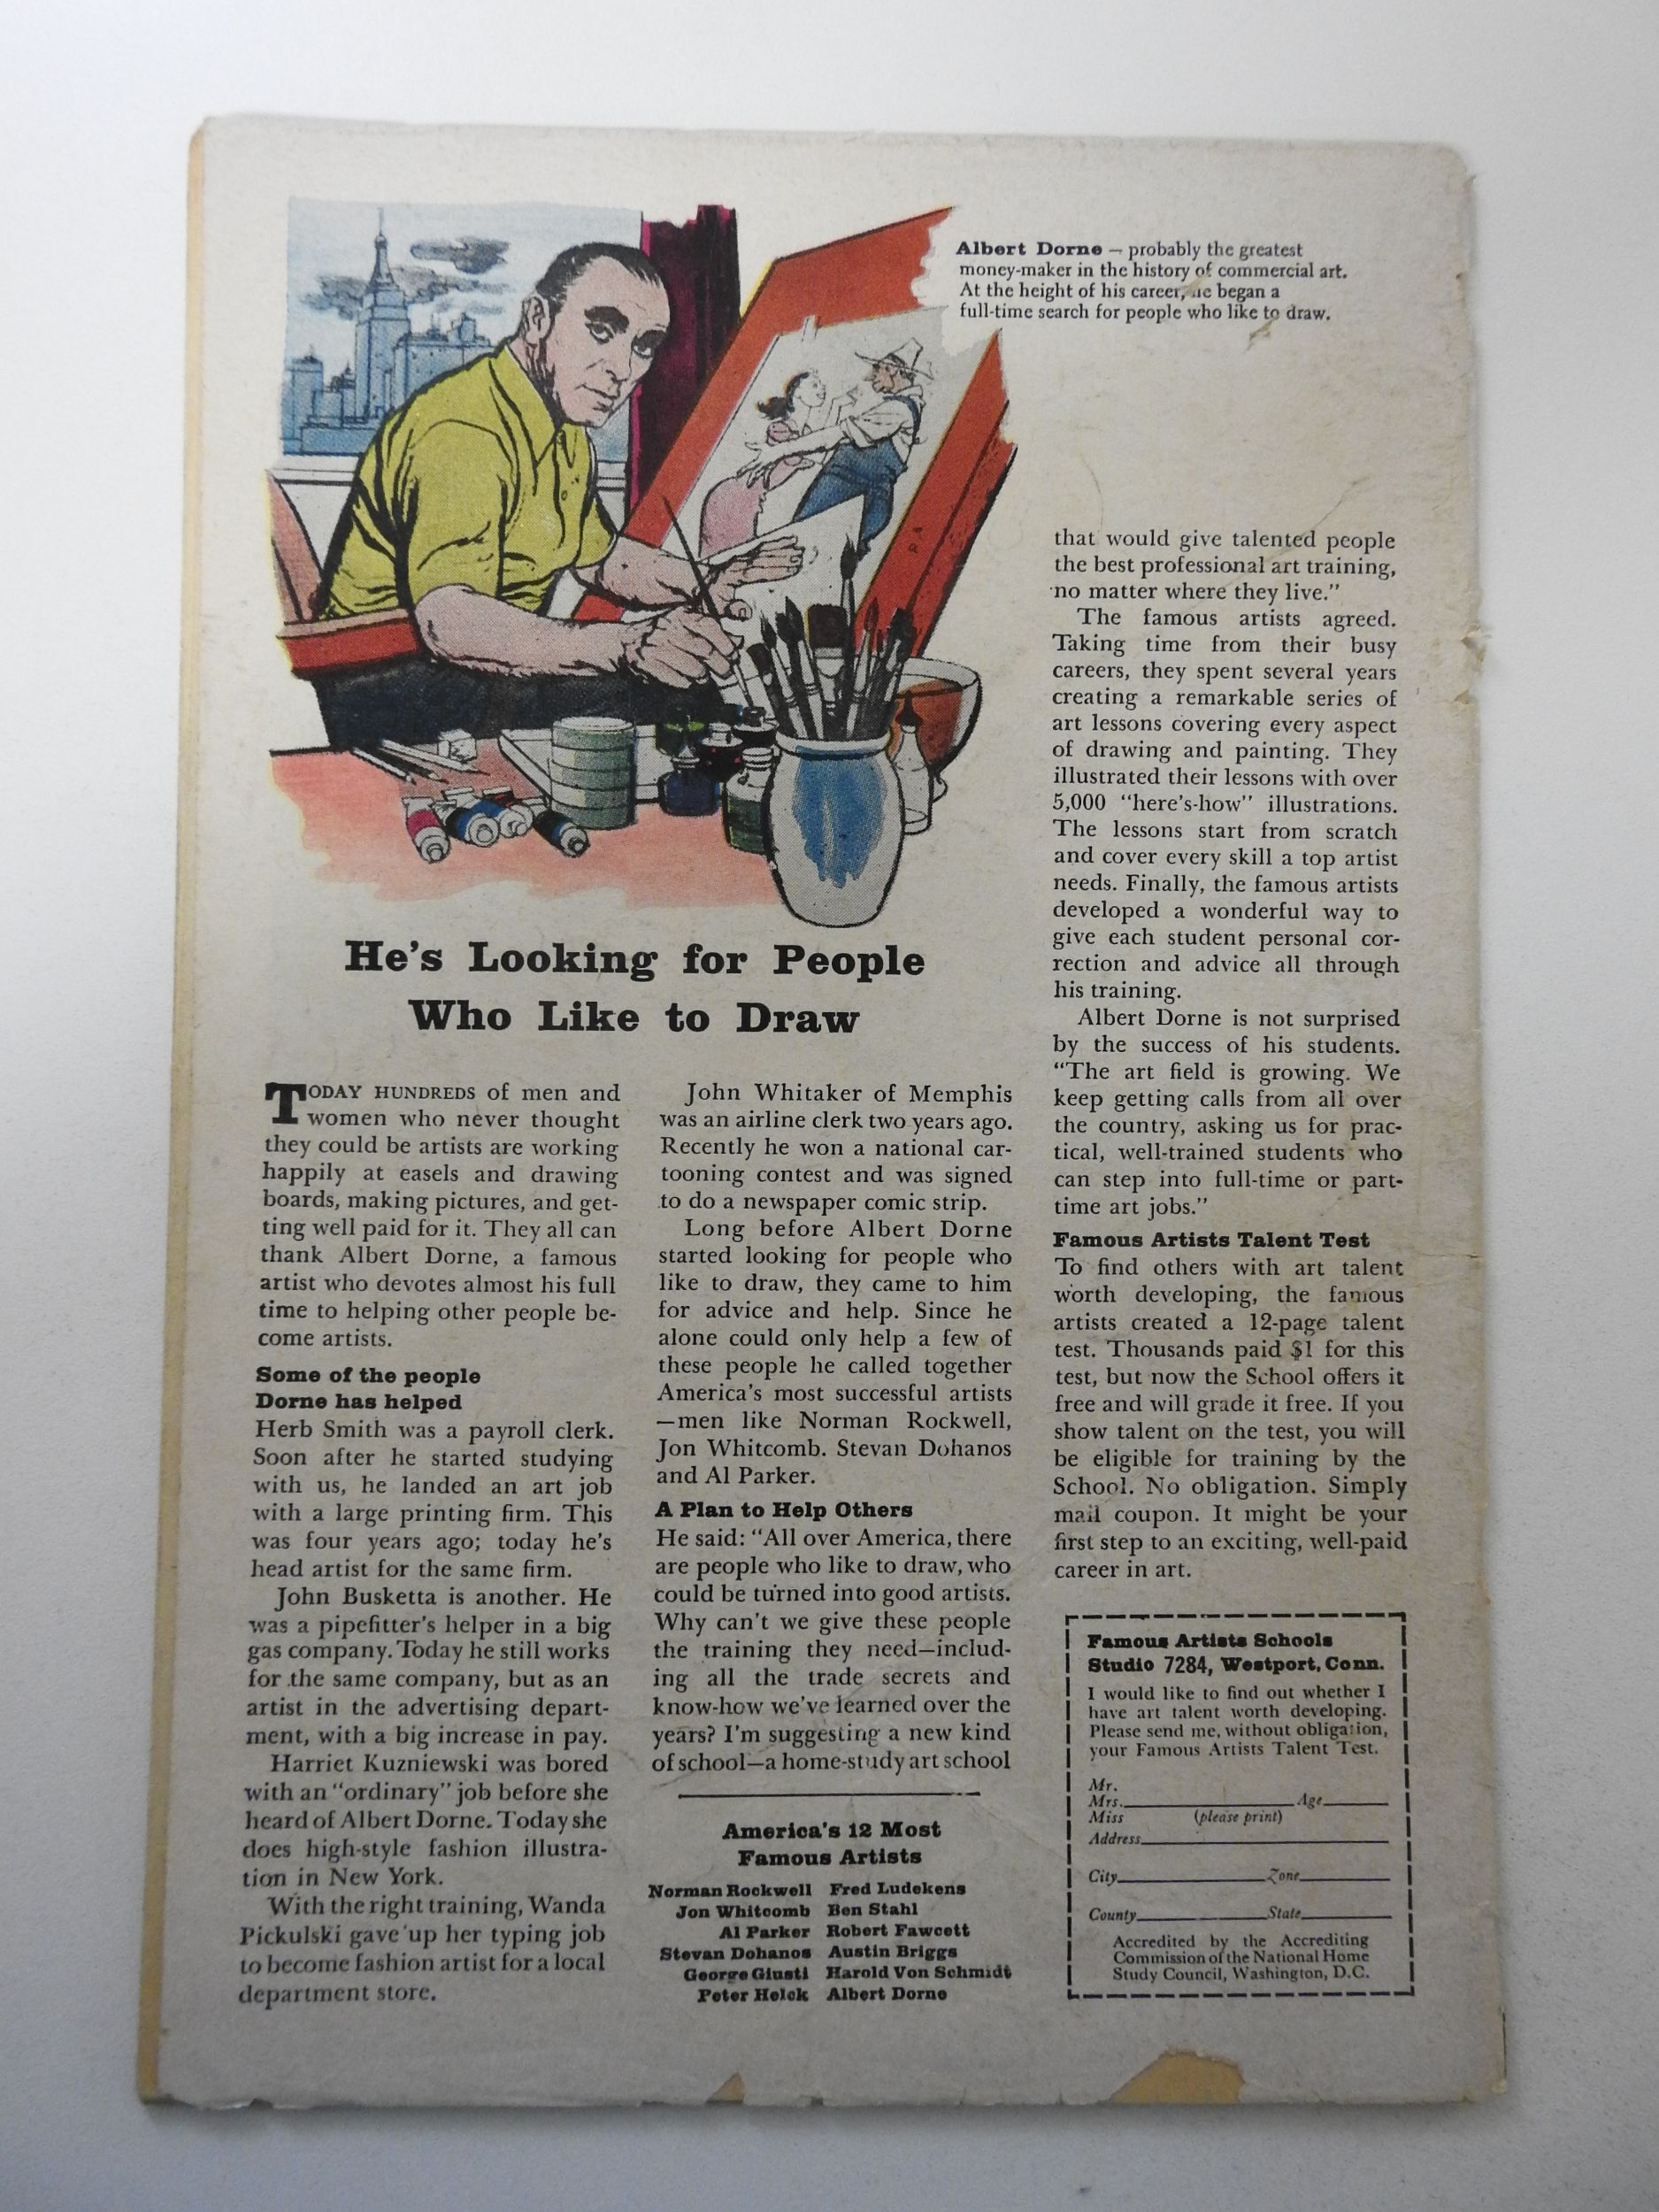 Albert Dorne — probably the greatest
money-maker in the history of commercial art.
At the height of his career, he began a
full-time search for people who like to draw.
He's Looking for People
Who Like to Draw
TODAY HUNDREDS of men and
women who never thought
they could be artists are working
happily at easels and drawing
boards, making pictures, and get-
ting well paid for it. They all can
thank Albert Dorne, a famous
artist who devotes almost his full
time to helping other people be-
come artists.
Some of the people
Dorne has helped
Herb Smith was a payroll clerk.
Soon after he started studying
with us, he landed an art job
with a large printing firm. This
was four years ago; today he's
head artist for the same firm.
John Busketta is another. He
was a pipefitter's helper in a big
gas company. Today he still works
for the same company, but as an
artist in the advertising depart-
ment, with a big increase in pay.
Harriet Kuzniewski was bored
with an "ordinary" job before she
heard of Albert Dorne. Today she
does high-style fashion illustra-
tion in New York.
With the right training, Wanda
Pickulski gave up her typing job
to become fashion artist for a local
department store.
John Whitaker of Memphis
was an airline clerk two years ago.
Recently he won a national car-
tooning contest and was signed
to do a newspaper comic strip.
Long before Albert Dorne
started looking for people who
like to draw, they came to him
for advice and help. Since he
alone could only help a few of
these people he called together
America's most successful artists
—men like Norman Rockwell,
Jon Whitcomb. Stevan Dohanos
and Al Parker.
A Plan to Help Others
He said: "All over America, there
are people who like to draw, who
could be turned into good artists.
Why can't we give these people
the training they need—includ-
ing all the trade secrets and
know-how we've learned over the
years? I'm suggesting a new kind
of school—a home-study art school
America's 12 Most
Famous Artists
Norman Rockwell Fred Ludekens
Jon Whitcomb Ben Stahl
Al Parker Robert Fawcett
Stevan Dohanos Austin Briggs
George Giusti Harold Von Schmidt
Peter Helck Albert Dorne
that would give talented people
the best professional art training,
no matter where they live."
The famous artists agreed.
Taking time from their busy
careers, they spent several years
creating a remarkable series of
art lessons covering every aspect
of drawing and painting. They
illustrated their lessons with over
5,000 "here's-how" illustrations.
The lessons start from scratch
and cover every skill a top artist
needs. Finally, the famous artists
developed a wonderful way to
give each student personal cor-
rection and advice all through
his training.
Albert Dorne is not surprised
by the success of his students.
"The art field is growing. We
keep getting calls from all over
the country, asking us for prac-
tical, well-trained students who
can step into full-time or part-
time art jobs."
Famous Artists Talent Test
To find others with art talent
worth developing, the famous
artists created a 12-page talent
test. Thousands paid $1 for this
test, but now the School offers it
free and will grade it free. If you
show talent on the test, you will
be eligible for training by the
School. No obligation. Simply
mail coupon. It might be your
first step to an exciting, well-paid
career in art.
Famous Artists Schools
Studio 7284, Westport, Conn.
I would like to find out whether I
have art talent worth developing.
Please send me, without obligation,
your Famous Artists Talent Test.
Mr.
Mrs. Age
Miss (please print)
Address
City Zone
County State
Accredited by the Accrediting
Commission of the National Home
Study Council, Washington, D.C.